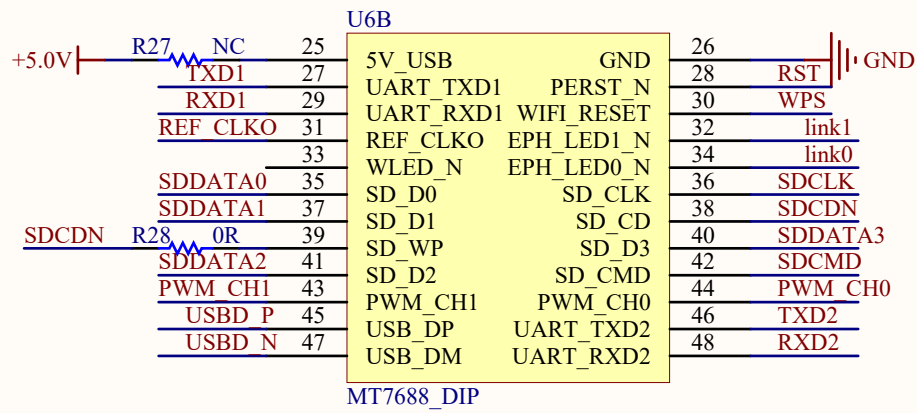 U6B
+5.0V R27 NC 25 5V_USB GND 26 GND
TXD1 27 UART_TXD1 PERST_N 28 RST
RXD1 29 UART_RXD1 WIFI_RESET 30 WPS
REF_CLKO 31 REF_CLKO EPH_LED1_N 32 link1
33 WLED_N EPH_LED0_N 34 link0
SDDATA0 35 SD_D0 SD_CLK 36 SDCLK
SDDATA1 37 SD_D1 SD_CD 38 SDCDN
SDCDN R28 0R 39 SD_WP SD_D3 40 SDDATA3
SDDATA2 41 SD_D2 SD_CMD 42 SDCMD
PWM_CH1 43 PWM_CH1 PWM_CH0 44 PWM_CH0
USBD_P 45 USB_DP UART_TXD2 46 TXD2
USBD_N 47 USB_DM UART_RXD2 48 RXD2
MT7688_DIP